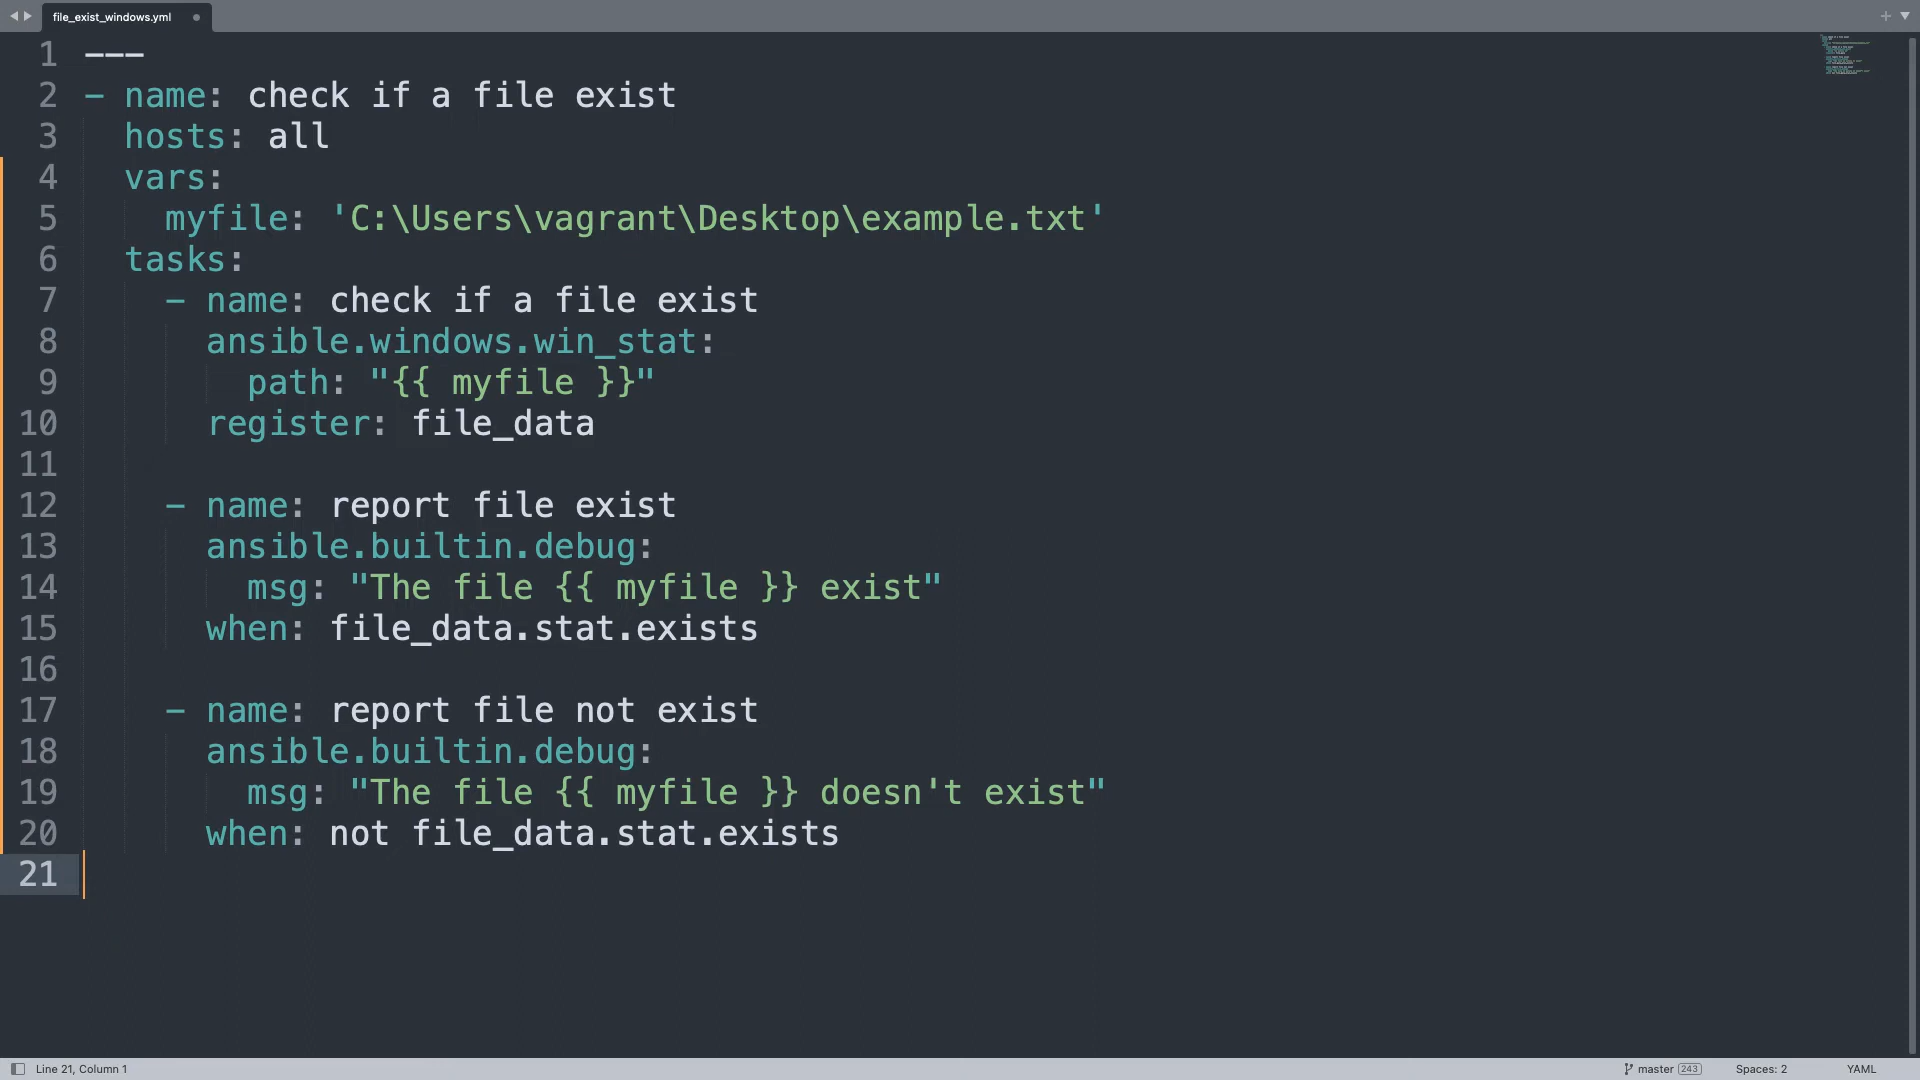 file_exist_windows.yml
1 ---
2 - name: check if a file exist
3   hosts: all
4   vars:
5     myfile: 'C:\Users\vagrant\Desktop\example.txt'
6   tasks:
7     - name: check if a file exist
8       ansible.windows.win_stat:
9         path: "{{ myfile }}"
10       register: file_data
11
12     - name: report file exist
13       ansible.builtin.debug:
14         msg: "The file {{ myfile }} exist"
15       when: file_data.stat.exists
16
17     - name: report file not exist
18       ansible.builtin.debug:
19         msg: "The file {{ myfile }} doesn't exist"
20       when: not file_data.stat.exists
21
Line 21, Column 1 master 243 Spaces: 2 YAML